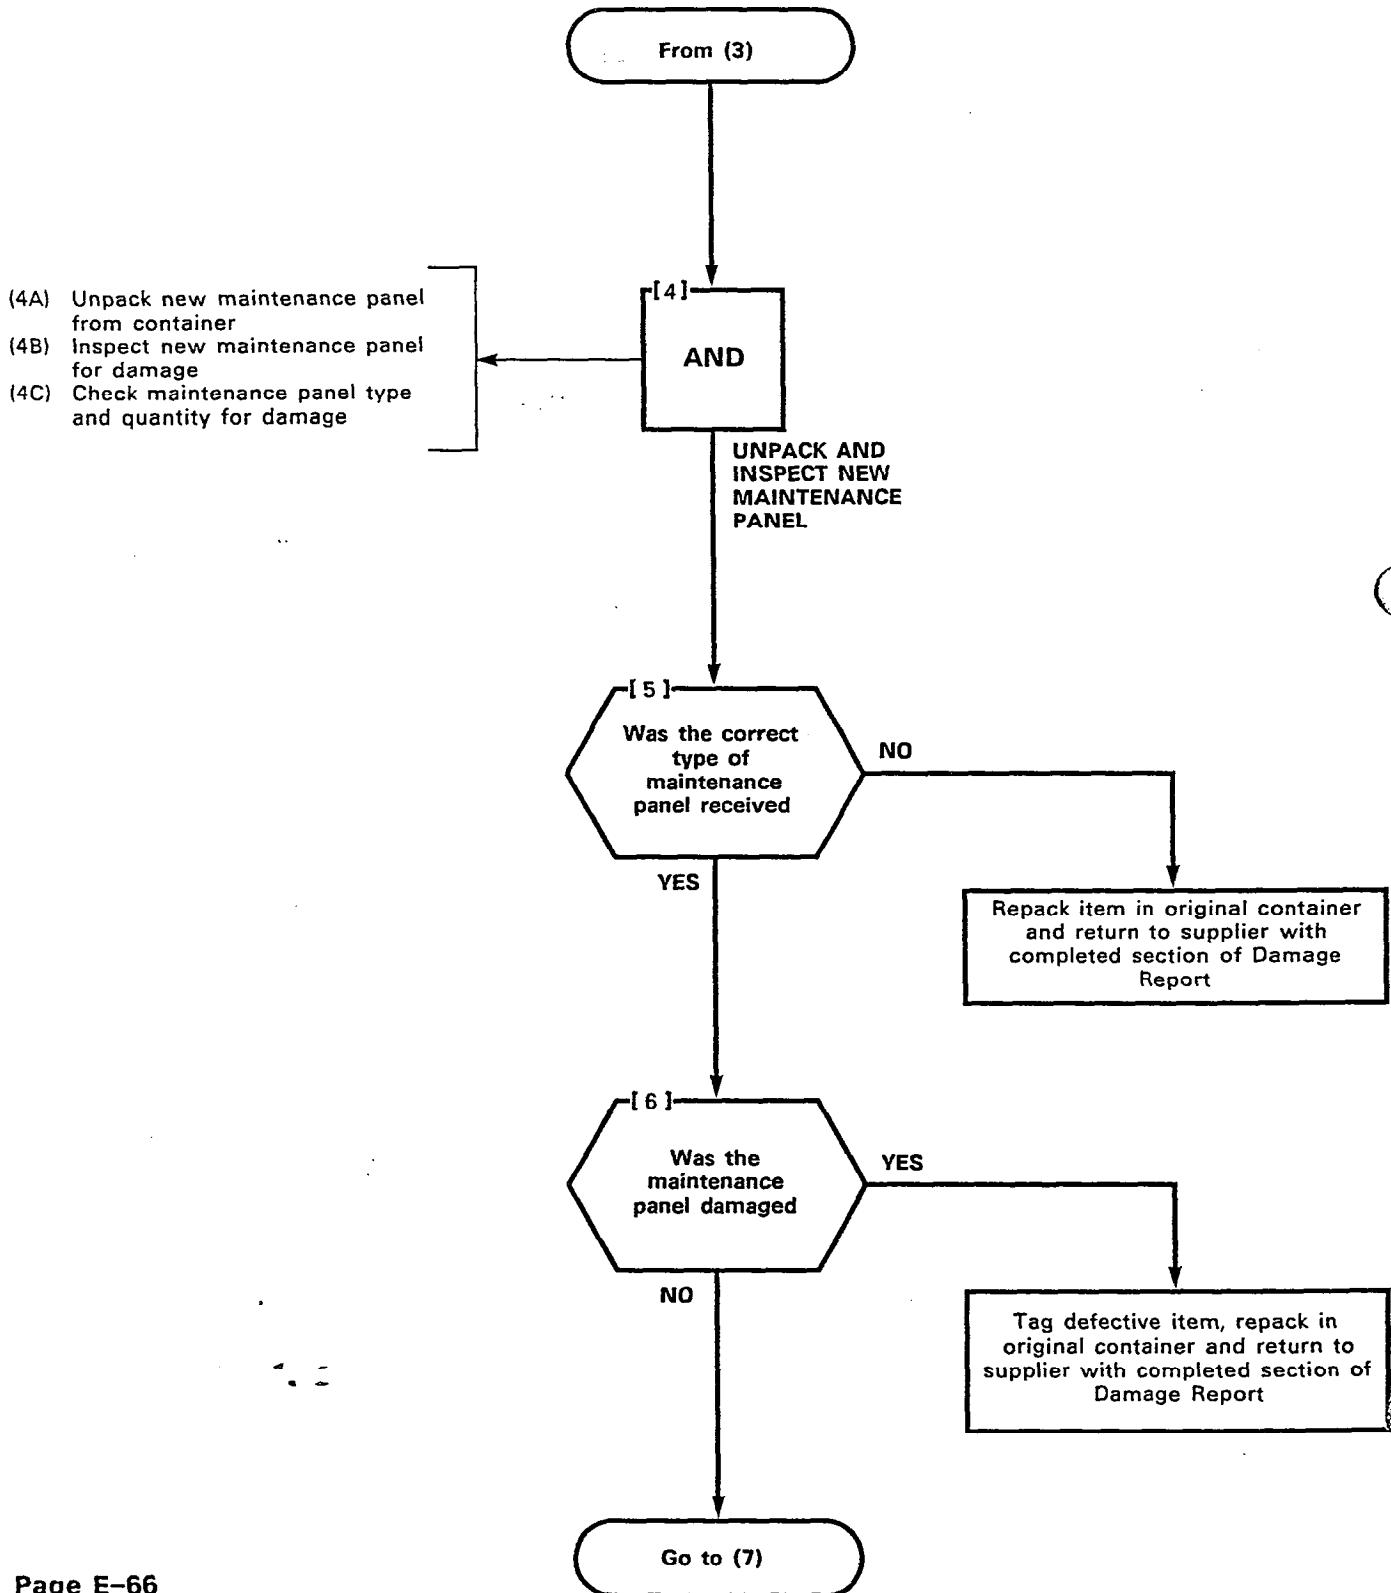 From (3)
[4]
AND
(4A) Unpack new maintenance panel
from container
(4B) Inspect new maintenance panel
for damage
(4C) Check maintenance panel type
and quantity for damage
UNPACK AND
INSPECT NEW
MAINTENANCE
PANEL
[ 5 ]
Was the correct
type of
maintenance
panel received
NO
YES
Repack item in original container
and return to supplier with
completed section of Damage
Report
[ 6 ]
Was the
maintenance
panel damaged
YES
NO
Tag defective item, repack in
original container and return to
supplier with completed section of
Damage Report
Go to (7)
Page E-66